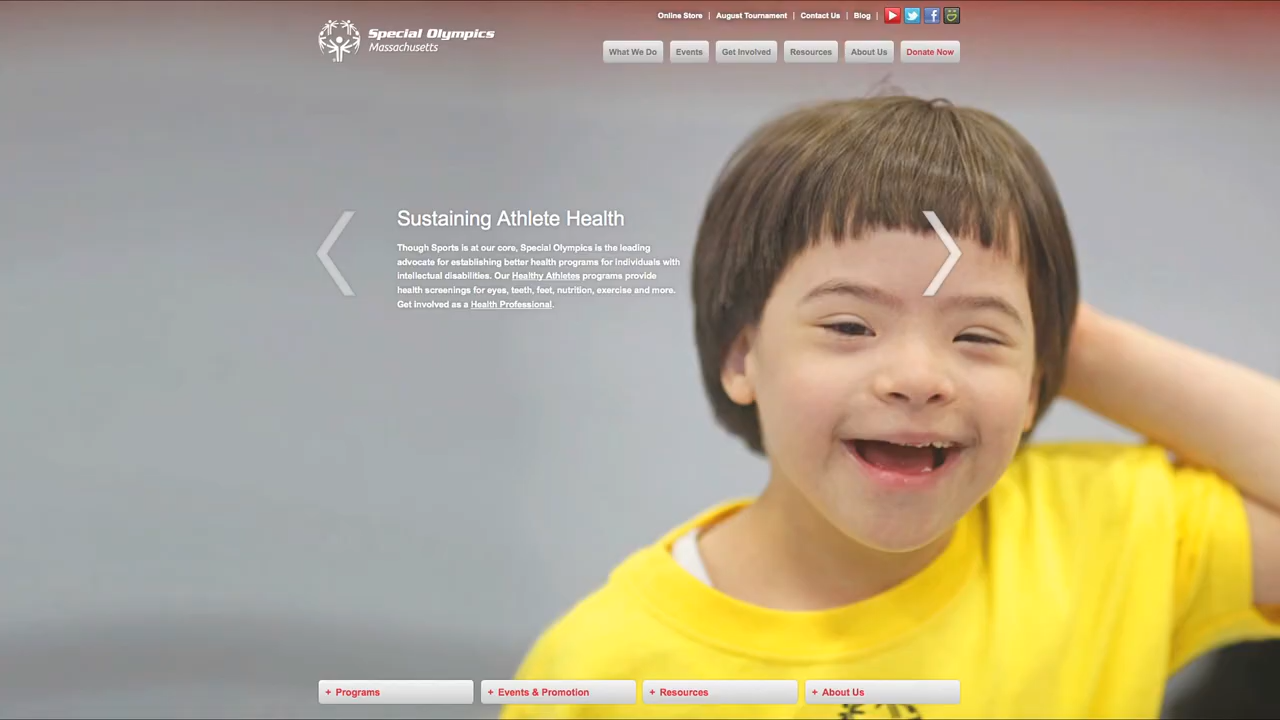 Online Store | August Tournament | Contact Us | Blog |
Special Olympics
Massachusetts
What We Do Events Get Involved Resources About Us Donate Now
Sustaining Athlete Health
Though Sports is at our core, Special Olympics is the leading
advocate for establishing better health programs for individuals with
intellectual disabilities. Our Healthy Athletes programs provide
health screenings for eyes, teeth, feet, nutrition, exercise and more.
Get involved as a Health Professional.
+ Programs + Events & Promotion + Resources + About Us